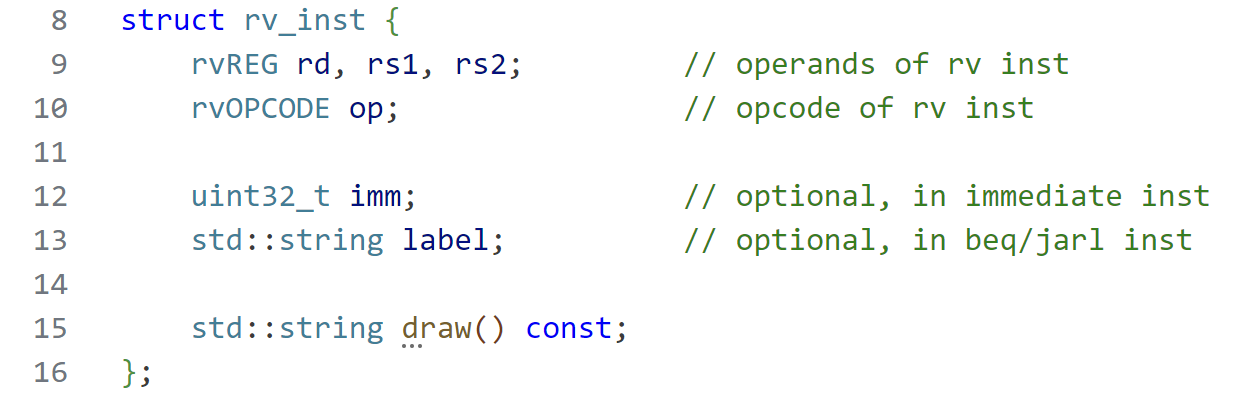 8 struct rv_inst {
9 rvREG rd, rs1, rs2; // operands of rv inst
10 rvOPCODE op; // opcode of rv inst
11
12 uint32_t imm; // optional, in immediate inst
13 std::string label; // optional, in beq/jarl inst
14
15 std::string draw() const;
16 };